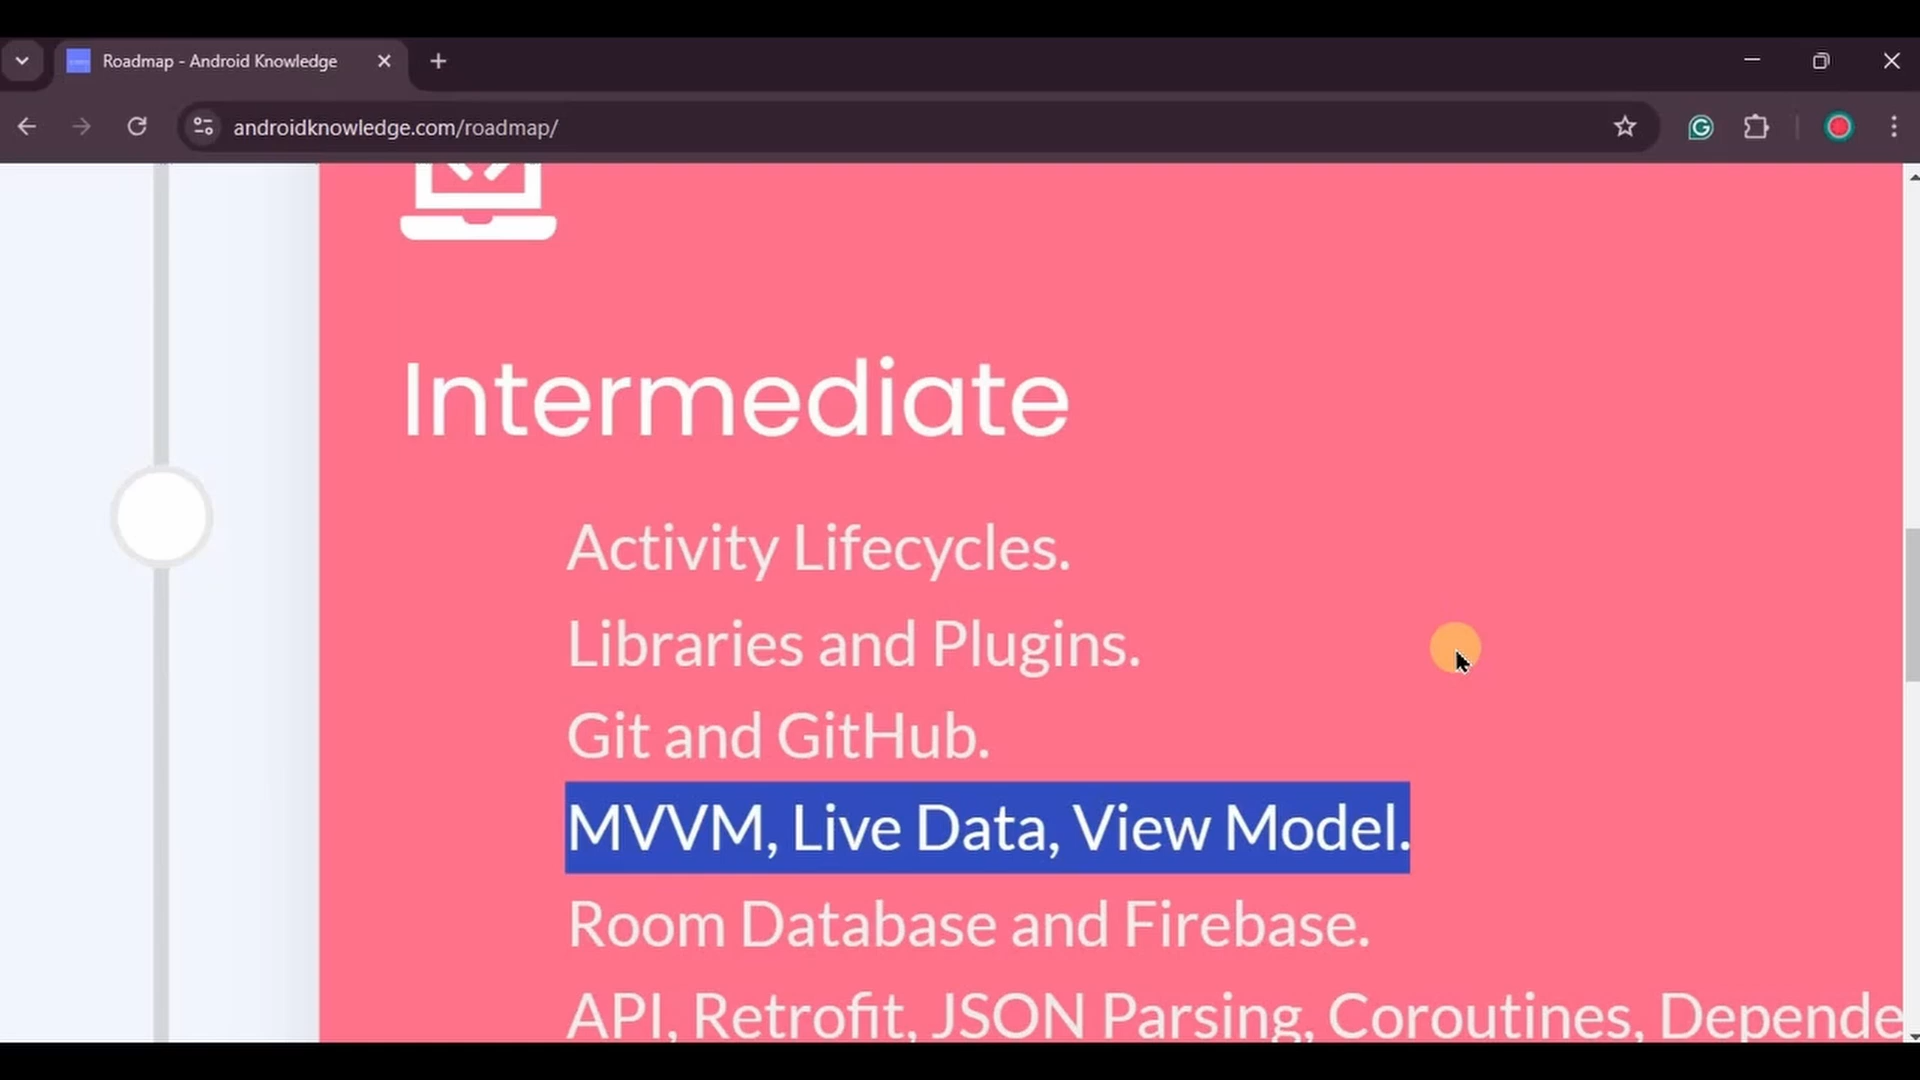 Roadmap - Android Knowledge
androidknowledge.com/roadmap/
Intermediate
Activity Lifecycles.
Libraries and Plugins.
Git and GitHub.
MVVM, Live Data, View Model.
Room Database and Firebase.
API, Retrofit, JSON Parsing, Coroutines, Depende